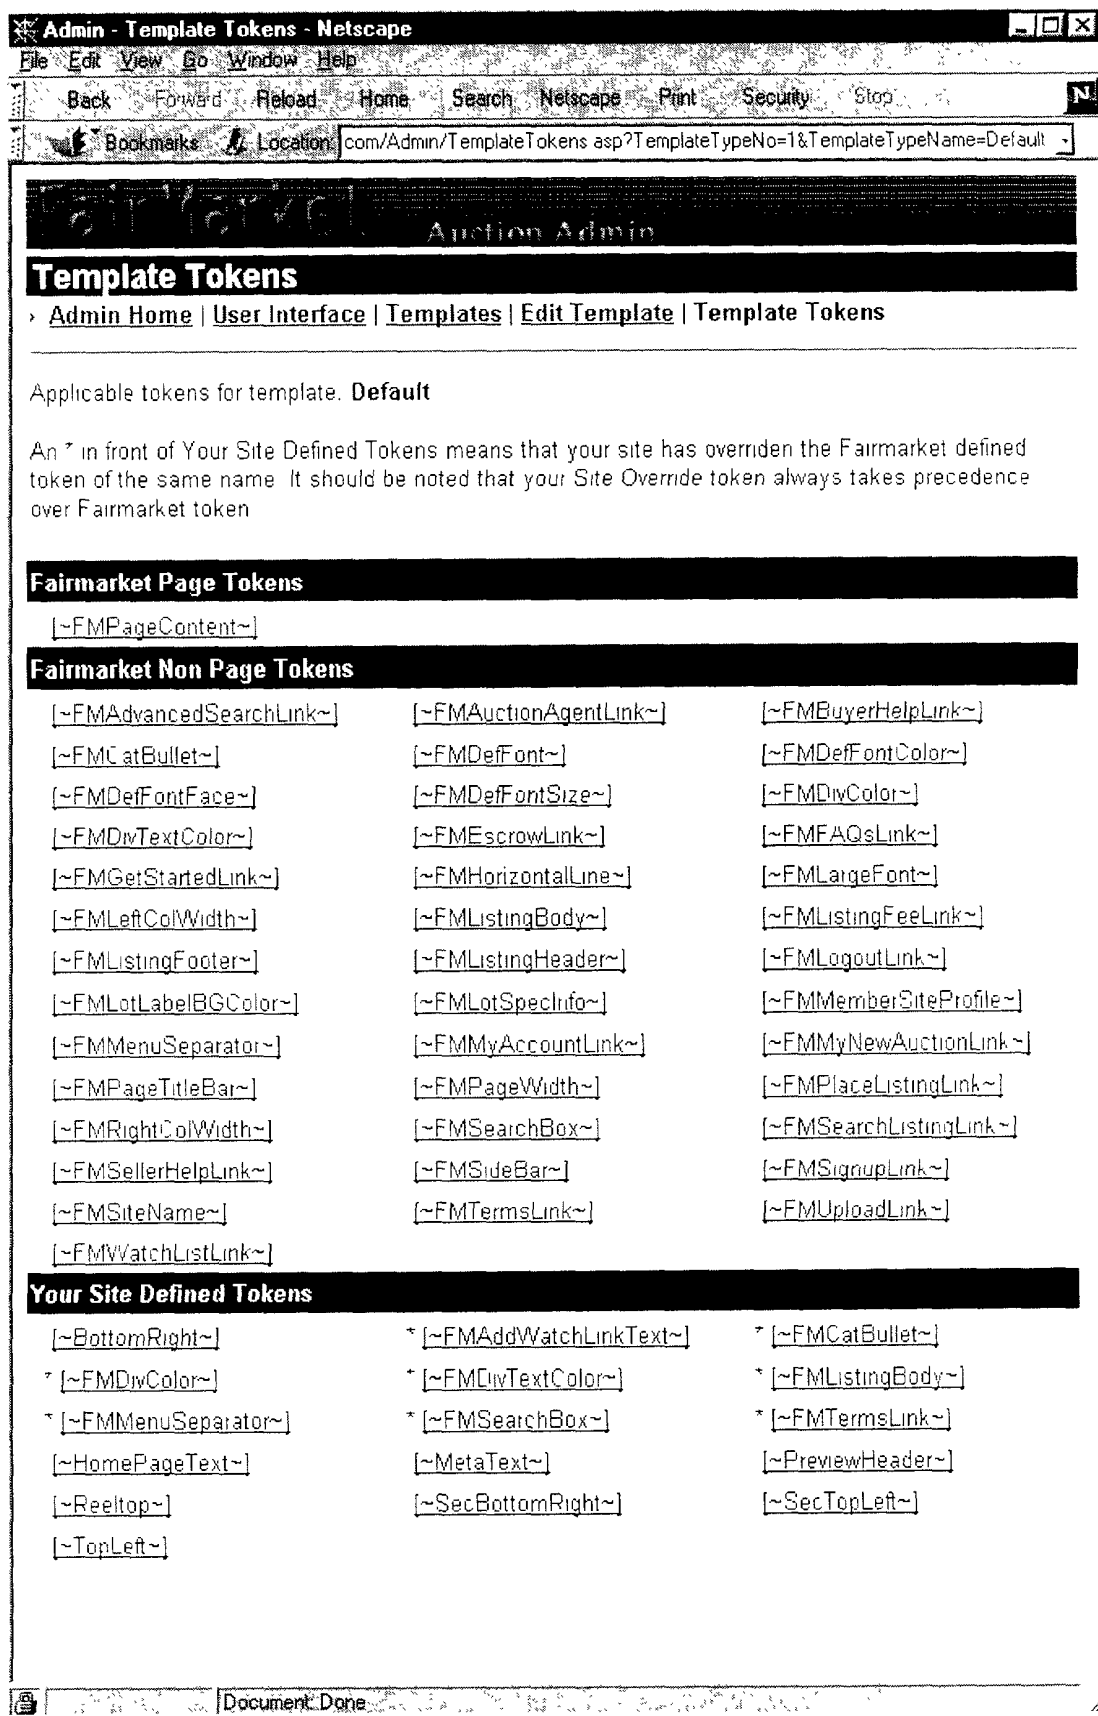 Admin - Template Tokens - Netscape
File Edit View Go Window Help
Back Forward Reload Home Search Netscape Print Security Stop N
Bookmarks Location: com/Admin/TemplateTokens asp?TemplateTypeNo=1&TemplateTypeName=Default
Fair Market
Auction Admin
Template Tokens
› Admin Home | User Interface | Templates | Edit Template | Template Tokens
Applicable tokens for template. Default
An * in front of Your Site Defined Tokens means that your site has overriden the Fairmarket defined
token of the same name It should be noted that your Site Override token always takes precedence
over Fairmarket token
Fairmarket Page Tokens
[~FMPageContent~]
Fairmarket Non Page Tokens
[~FMAdvancedSearchLink~] [~FMAuctionAgentLink~] [~FMBuyerHelpLink~]
[~FMCatBullet~] [~FMDefFont~] [~FMDefFontColor~]
[~FMDefFontFace~] [~FMDefFontSize~] [~FMDivColor~]
[~FMDivTextColor~] [~FMEscrowLink~] [~FMFAQsLink~]
[~FMGetStartedLink~] [~FMHorizontalLine~] [~FMLargeFont~]
[~FMLeftColWidth~] [~FMListingBody~] [~FMListingFeeLink~]
[~FMListingFooter~] [~FMListingHeader~] [~FMLogoutLink~]
[~FMLotLabelBGColor~] [~FMLotSpecInfo~] [~FMMemberSiteProfile~]
[~FMMenuSeparator~] [~FMMyAccountLink~] [~FMMyNewAuctionLink~]
[~FMPageTitleBar~] [~FMPageWidth~] [~FMPlaceListingLink~]
[~FMRightColWidth~] [~FMSearchBox~] [~FMSearchListingLink~]
[~FMSellerHelpLink~] [~FMSideBar~] [~FMSignupLink~]
[~FMSiteName~] [~FMTermsLink~] [~FMUploadLink~]
[~FMWatchListLink~]
Your Site Defined Tokens
[~BottomRight~] * [~FMAddWatchLinkText~] * [~FMCatBullet~]
* [~FMDivColor~] * [~FMDivTextColor~] * [~FMListingBody~]
* [~FMMenuSeparator~] * [~FMSearchBox~] * [~FMTermsLink~]
[~HomePageText~] [~MetaText~] [~PreviewHeader~]
[~Reeltop~] [~SecBottomRight~] [~SecTopLeft~]
[~TopLeft~]
Document: Done